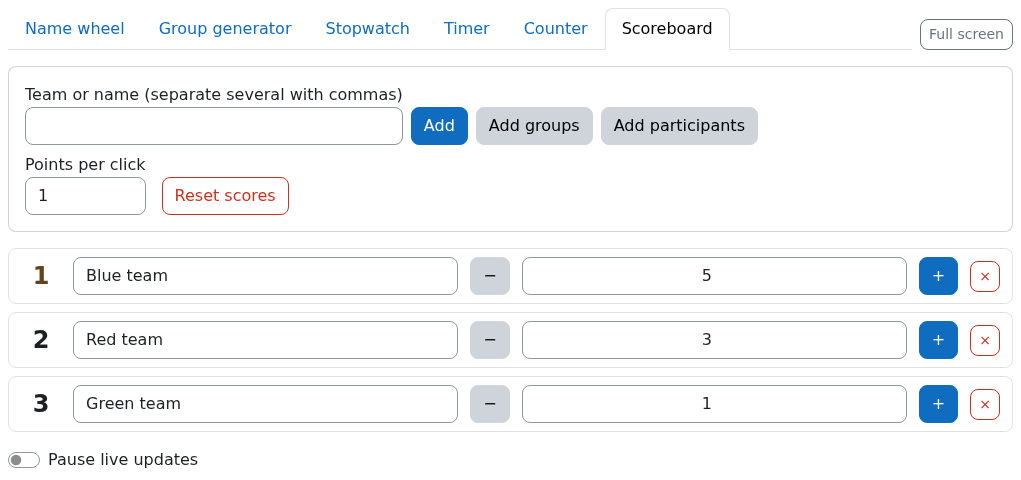 Name wheel Group generator Stopwatch Timer Counter Scoreboard Full screen
Team or name (separate several with commas)
Add Add groups Add participants
Points per click
1 Reset scores
1 Blue team − 5 + ×
2 Red team − 3 + ×
3 Green team − 1 + ×
Pause live updates